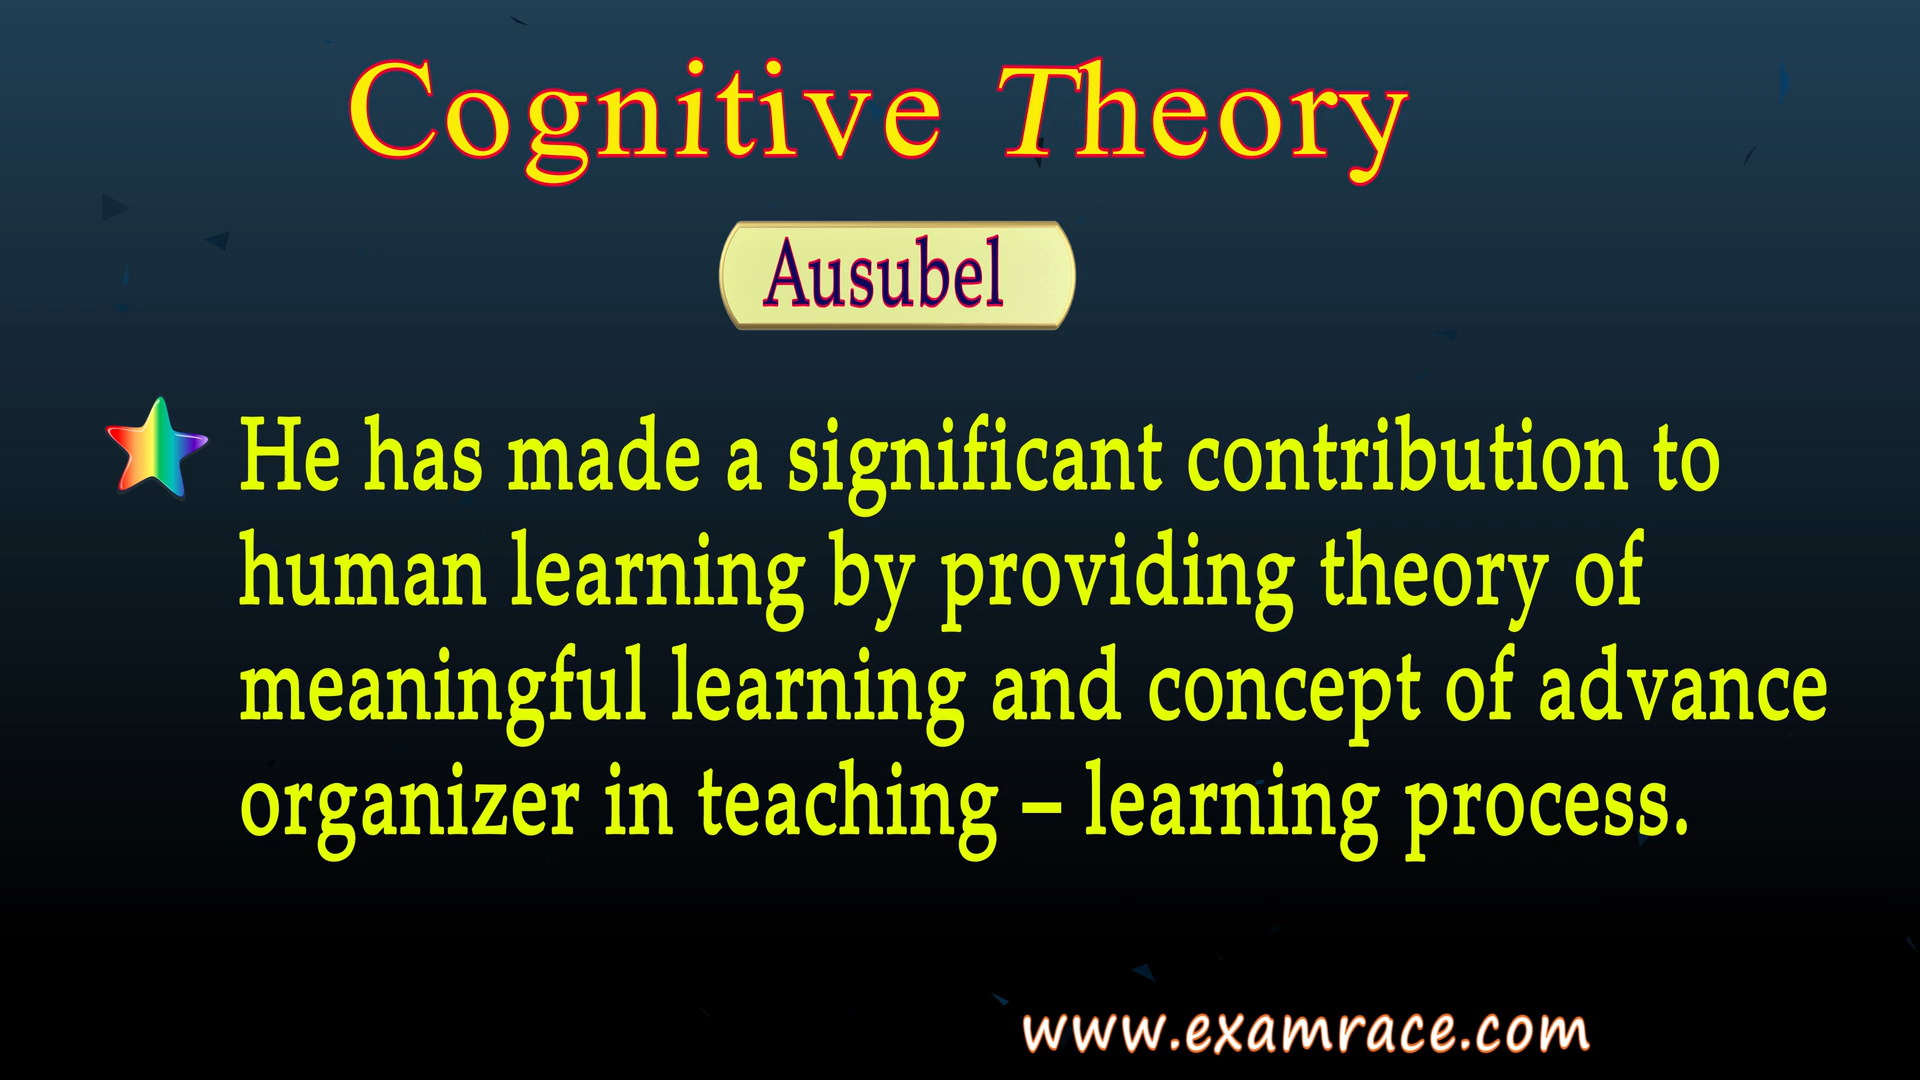 Cognitive Theory
Ausubel
He has made a significant contribution to
human learning by providing theory of
meaningful learning and concept of advance
organizer in teaching – learning process.
www.examrace.com